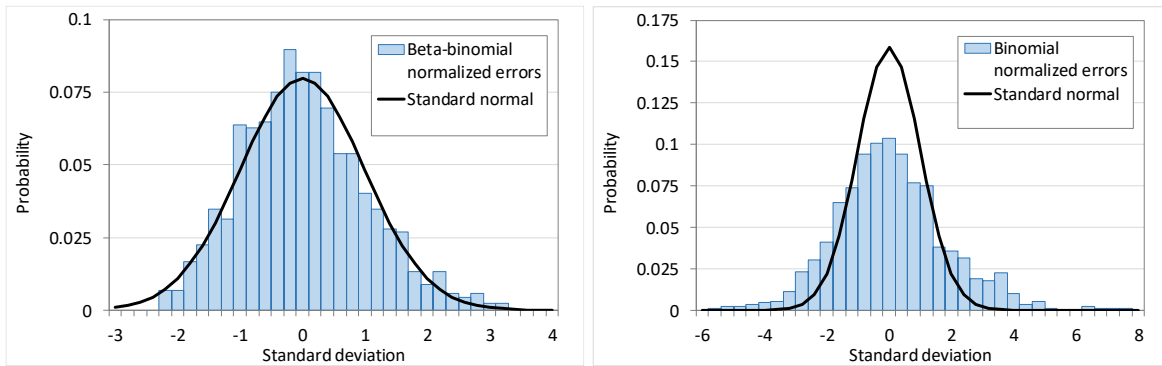 0.1
0.075
0.05
0.025
0
Probability
-3 -2 -1 0 1 2 3 4
Standard deviation
Beta-binomial
normalized errors
Standard normal
0.175
0.15
0.125
0.1
0.075
0.05
0.025
0
Probability
-6 -4 -2 0 2 4 6 8
Standard deviation
Binomial
normalized errors
Standard normal